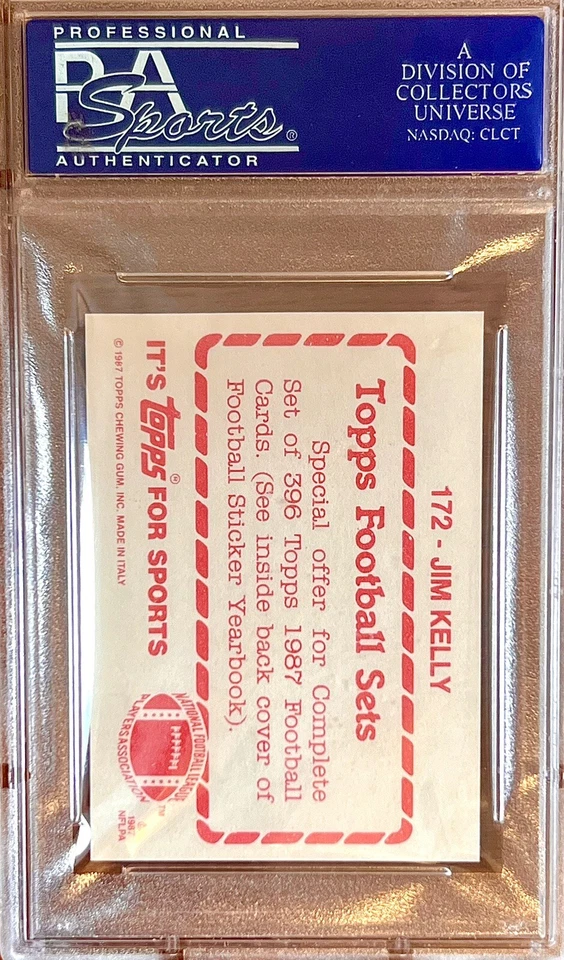 PROFESSIONAL
PSA
Sports®
AUTHENTICATOR
A
DIVISION OF
COLLECTORS
UNIVERSE
NASDAQ: CLCT
172 - JIM KELLY
Topps Football Sets
Special offer for Complete
Set of 396 Topps 1987 Football
Cards. (See inside back cover of
Football Sticker Yearbook).
IT'S topps® FOR SPORTS
© 1987 TOPPS CHEWING GUM, INC. MADE IN ITALY
NATIONAL FOOTBALL LEAGUE
PLAYERS ASSOCIATION
™
1987
NFLPA